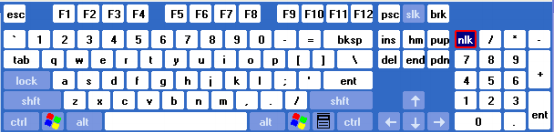 esc F1 F2 F3 F4 F5 F6 F7 F8 F9 F10 F11 F12 psc slk brk
` 1 2 3 4 5 6 7 8 9 0 - = bksp ins hm pup nlk / * -
tab q w e r t y u i o p [ ] \ del end pdn 7 8 9 +
lock a s d f g h j k l ; ' ent 4 5 6
shft z x c v b n m , . / shft ↑ 1 2 3 ent
ctrl alt alt ctrl ← ↓ → 0 .